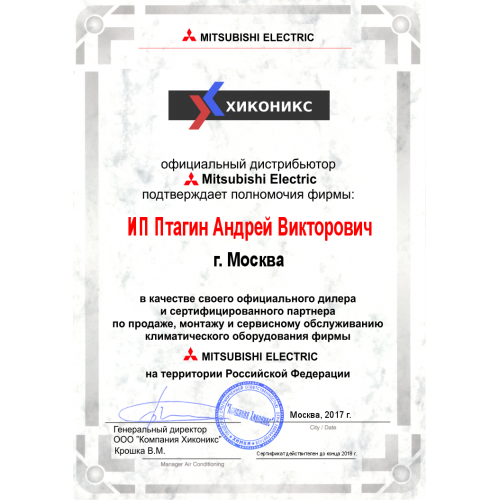 MITSUBISHI ELECTRIC
ХИКОНИКС
официальный дистрибьютор
Mitsubishi Electric
подтверждает полномочия фирмы:
ИП Птагин Андрей Викторович
г. Москва
в качестве своего официального дилера
и сертифицированного партнера
по продаже, монтажу и сервисному обслуживанию
климатического оборудования фирмы
MITSUBISHI ELECTRIC
на территории Российской Федерации
Генеральный директор
ООО "Компания Хиконикс"
Крошка В.М.
Manager Air Conditioning
"Компания Хиконикс"
Москва, 2017 г.
City / Date
Сертификат действителен до конца 2018 г.